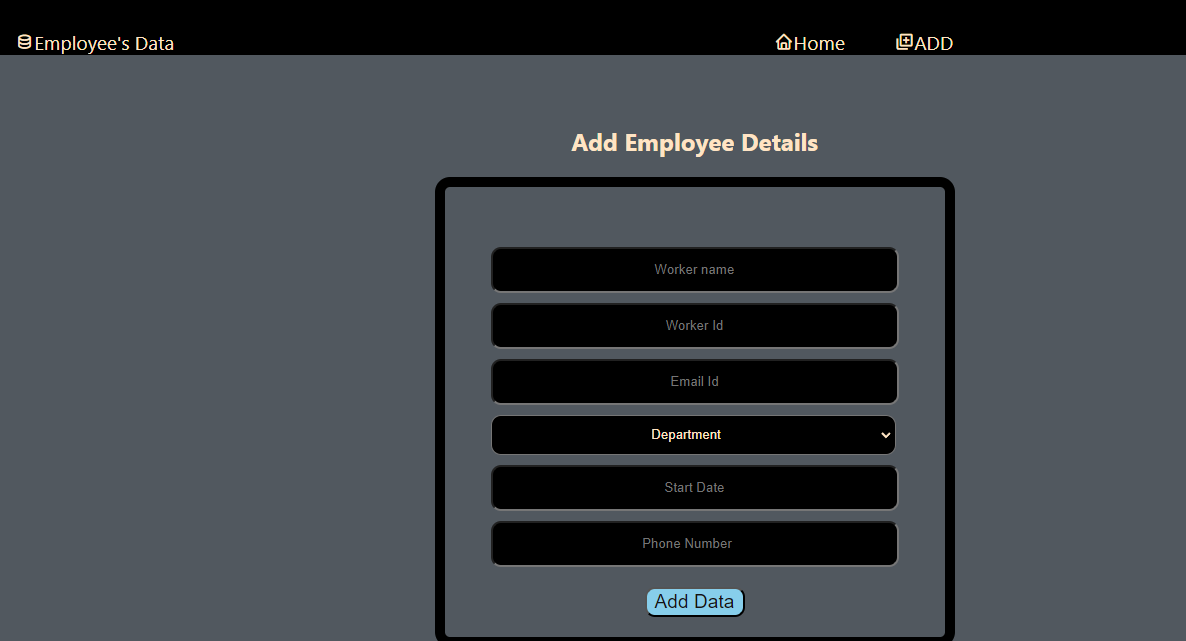 Employee's Data Home ADD
Add Employee Details
Worker name
Worker Id
Email Id
Department
Start Date
Phone Number
Add Data